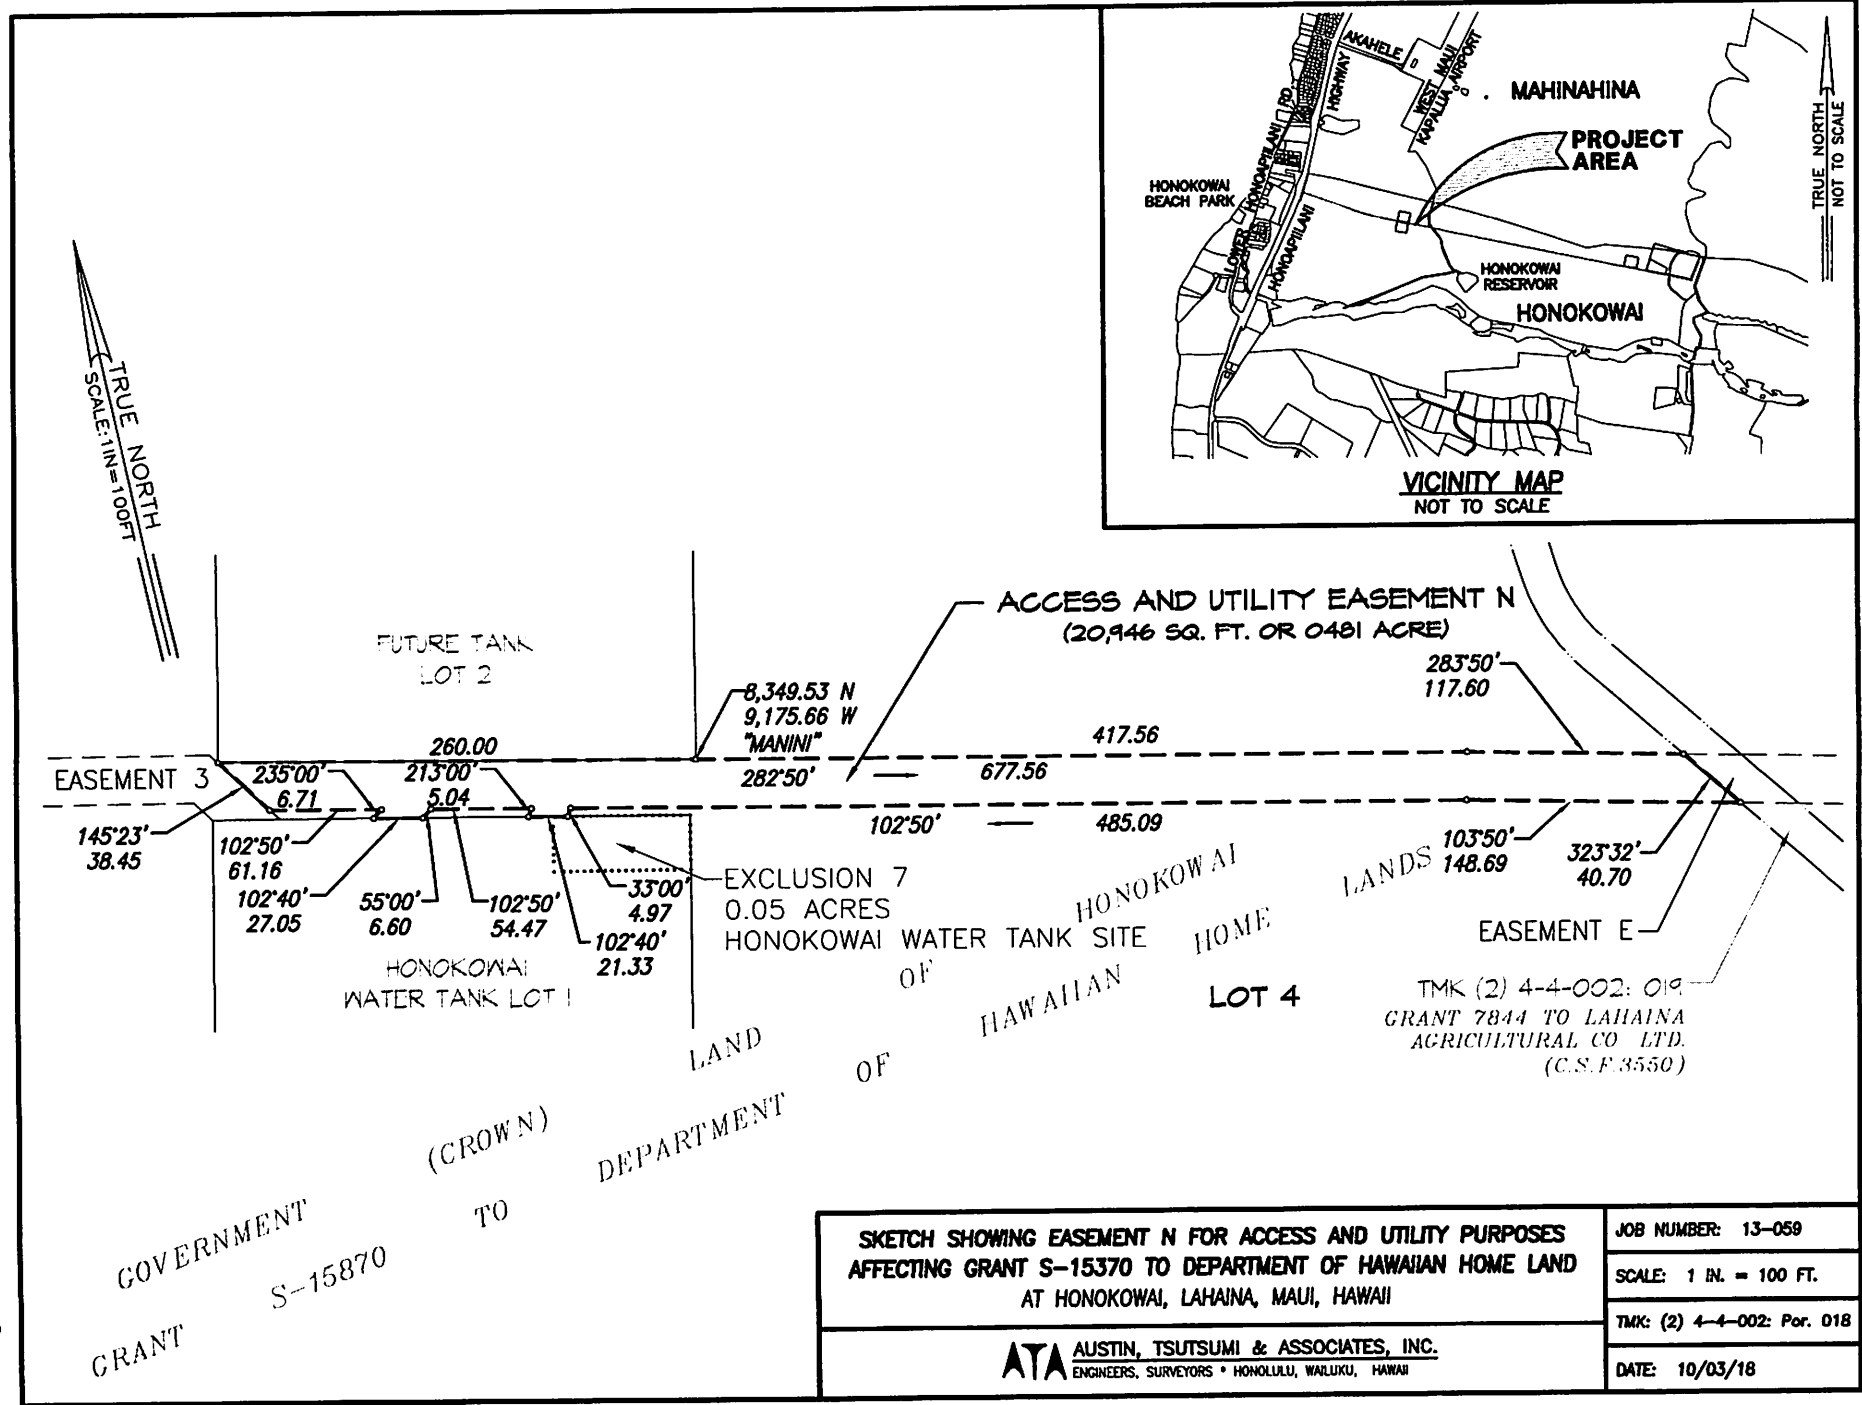 AKAHELE
HIGHWAY
WEST MAUI
KAPALUA AIRPORT
MAHINAHINA
PROJECT
AREA
TRUE NORTH
NOT TO SCALE
HONOKOWAI
BEACH PARK
LOWER HONOAPIILANI RD.
HONOAPIILANI
HONOKOWAI
RESERVOIR
HONOKOWAI
VICINITY MAP
NOT TO SCALE
TRUE NORTH
SCALE:1IN=100FT
ACCESS AND UTILITY EASEMENT N
(20,946 SQ. FT. OR 0481 ACRE)
FUTURE TANK
LOT 2
8,349.53 N
9,175.66 W
"MANINI"
283°50'
117.60
260.00
417.56
EASEMENT 3
235°00'
6.71
213°00'
5.04
282°50'
677.56
102°50'
485.09
145°23'
38.45
102°50'
61.16
102°40'
27.05
55°00'
6.60
102°50'
54.47
33°00'
4.97
102°40'
21.33
103°50'
148.69
323°32'
40.70
EXCLUSION 7
0.05 ACRES
HONOKOWAI WATER TANK SITE
EASEMENT E
HONOKOWAI
WATER TANK LOT 1
LOT 4
TMK (2) 4-4-002: 019
GRANT 7844 TO LAHAINA
AGRICULTURAL CO LTD.
(C.S.F.3550)
GOVERNMENT (CROWN) LAND OF HONOKOWAI
GRANT S-15870 TO DEPARTMENT OF HAWAIIAN HOME LANDS
SKETCH SHOWING EASEMENT N FOR ACCESS AND UTILITY PURPOSES
AFFECTING GRANT S-15370 TO DEPARTMENT OF HAWAIIAN HOME LAND
AT HONOKOWAI, LAHAINA, MAUI, HAWAII
ATA AUSTIN, TSUTSUMI & ASSOCIATES, INC.
ENGINEERS, SURVEYORS • HONOLULU, WAILUKU, HAWAII
JOB NUMBER: 13-059
SCALE: 1 IN. = 100 FT.
TMK: (2) 4-4-002: Por. 018
DATE: 10/03/18